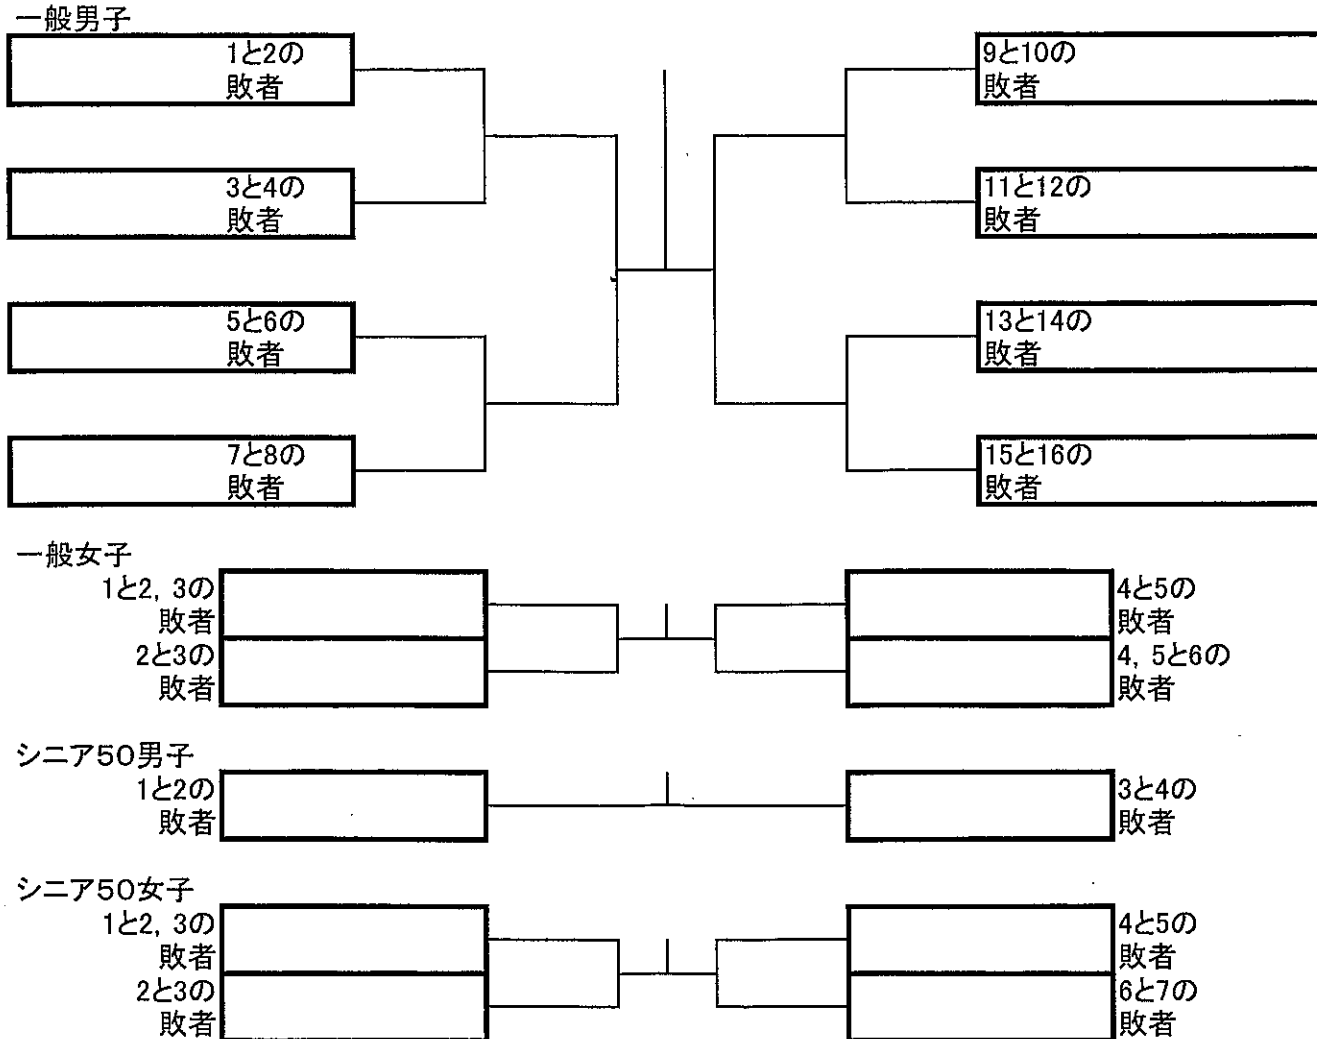 一般男子
1と2の
敗者
3と4の
敗者
5と6の
敗者
7と8の
敗者
9と10の
敗者
11と12の
敗者
13と14の
敗者
15と16の
敗者
一般女子
1と2, 3の
敗者
2と3の
敗者
4と5の
敗者
4, 5と6の
敗者
シニア50男子
1と2の
敗者
3と4の
敗者
シニア50女子
1と2, 3の
敗者
2と3の
敗者
4と5の
敗者
6と7の
敗者